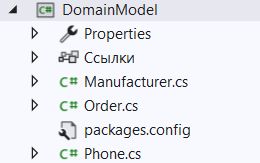 DomainModel
Properties
Ссылки
Manufacturer.cs
Order.cs
packages.config
Phone.cs